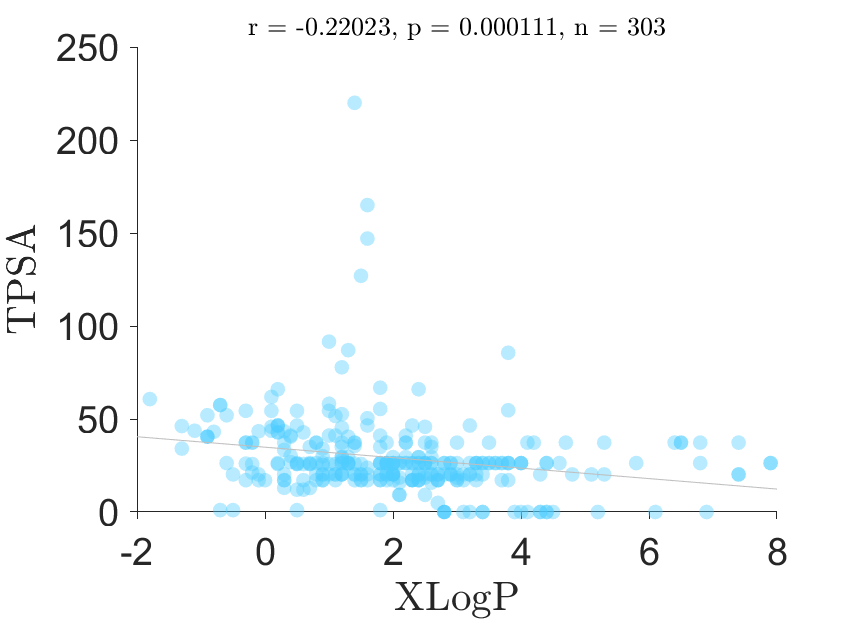 r = -0.22023, p = 0.000111, n = 303
250
200
150
100
50
0
TPSA
-2 0 2 4 6 8
XLogP